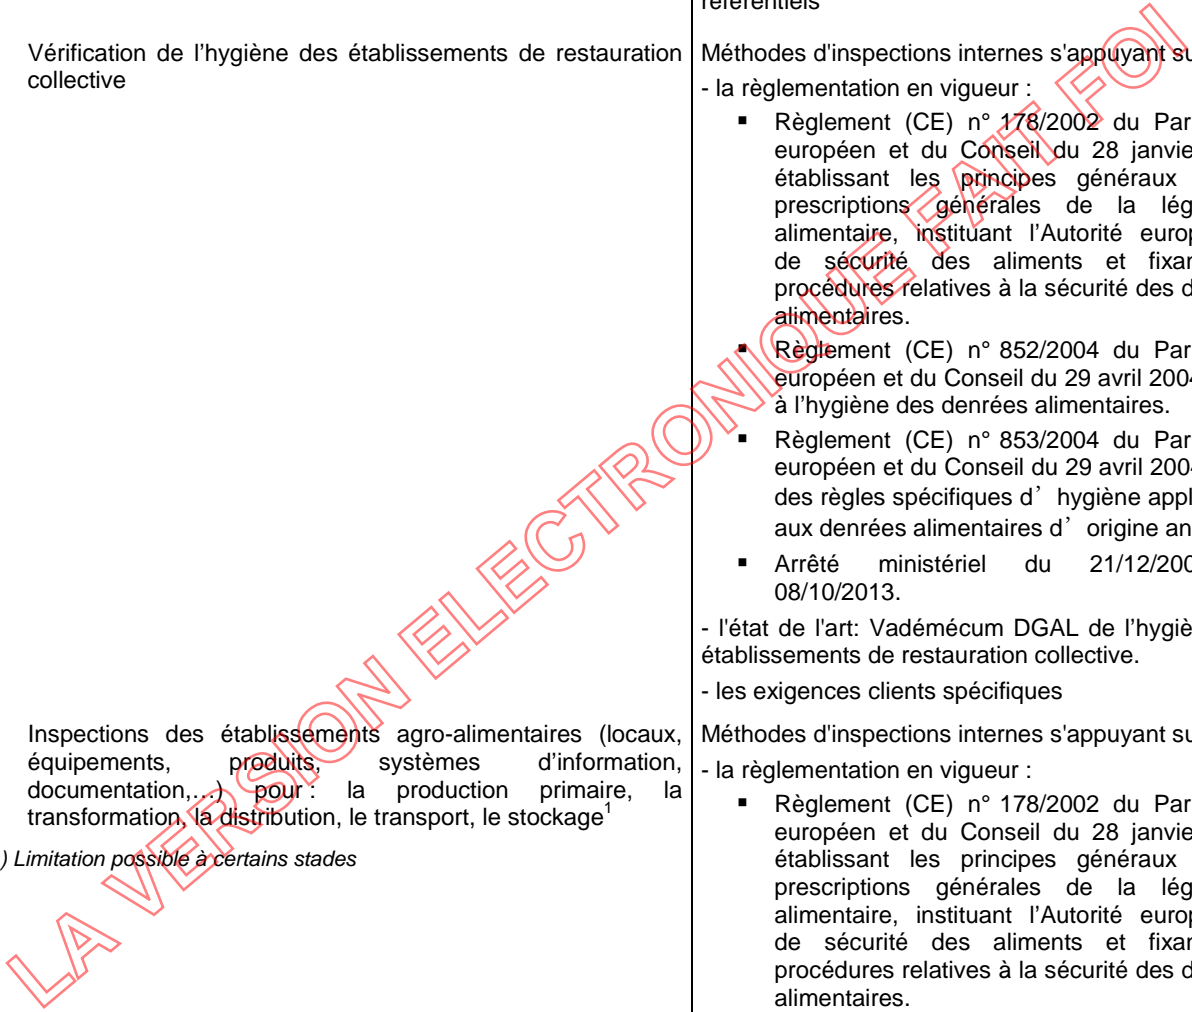 référentiels
Vérification de l’hygiène des établissements de restauration
collective
Méthodes d'inspections internes s'appuyant su
- la règlementation en vigueur :
▪ Règlement (CE) n° 178/2002 du Par
européen et du Conseil du 28 janvie
établissant les principes généraux
prescriptions générales de la lég
alimentaire, instituant l’Autorité euro
de sécurité des aliments et fixar
procédures relatives à la sécurité des d
alimentaires.
▪ Règlement (CE) n° 852/2004 du Par
européen et du Conseil du 29 avril 2004
à l’hygiène des denrées alimentaires.
▪ Règlement (CE) n° 853/2004 du Par
européen et du Conseil du 29 avril 2004
des règles spécifiques d’hygiène appl
aux denrées alimentaires d’origine an
▪ Arrêté ministériel du 21/12/200
08/10/2013.
- l'état de l'art: Vadémécum DGAL de l’hygiè
établissements de restauration collective.
- les exigences clients spécifiques
Inspections des établissements agro-alimentaires (locaux,
équipements, produits, systèmes d’information,
documentation,…) pour : la production primaire, la
transformation, la distribution, le transport, le stockage1
) Limitation possible à certains stades
Méthodes d'inspections internes s'appuyant su
- la règlementation en vigueur :
▪ Règlement (CE) n° 178/2002 du Par
européen et du Conseil du 28 janvie
établissant les principes généraux
prescriptions générales de la lég
alimentaire, instituant l’Autorité euro
de sécurité des aliments et fixar
procédures relatives à la sécurité des d
alimentaires.
LA VERSION ELECTRONIQUE FAIT FOI